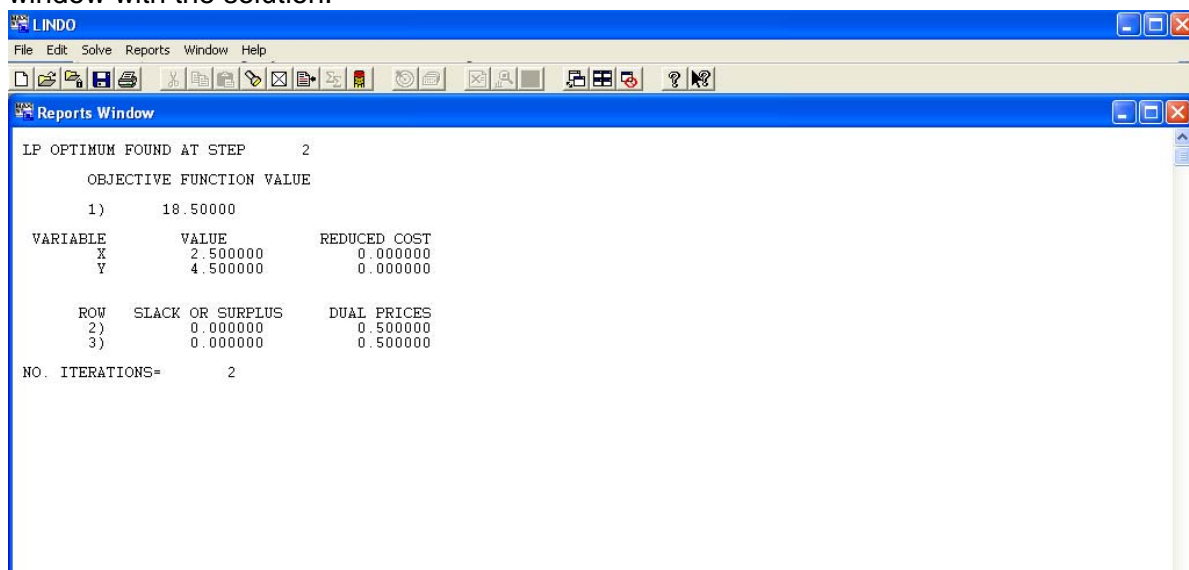 window with the solution.
LINDO
File Edit Solve Reports Window Help
Reports Window
LP OPTIMUM FOUND AT STEP 2
OBJECTIVE FUNCTION VALUE
1) 18.50000
VARIABLE VALUE REDUCED COST
X 2.500000 0.000000
Y 4.500000 0.000000
ROW SLACK OR SURPLUS DUAL PRICES
2) 0.000000 0.500000
3) 0.000000 0.500000
NO. ITERATIONS= 2